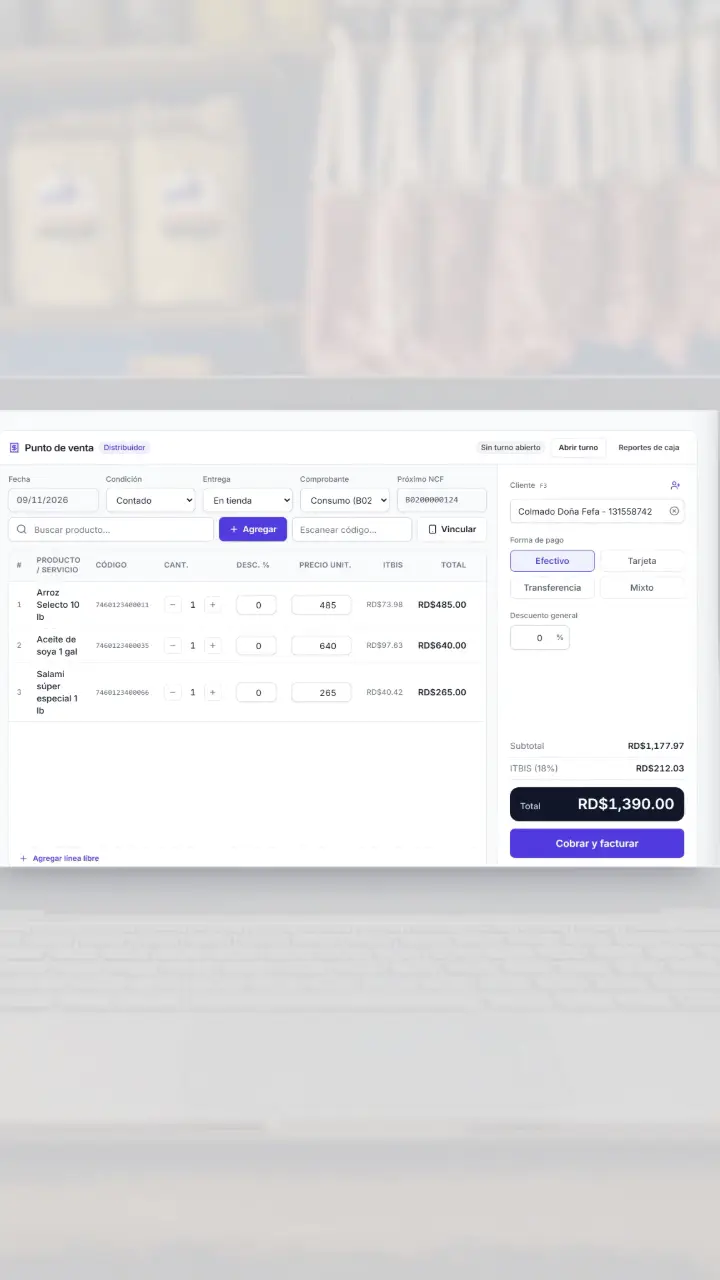 Punto de venta Distribuidor Sin turno abierto Abrir turno Reportes de caja
Fecha Condición Entrega Comprobante Próximo NCF
09/11/2026 Contado En tienda Consumo (B02 B0200000124
Buscar producto... + Agregar Escanear código... Vincular
# PRODUCTO / SERVICIO CÓDIGO CANT. DESC. % PRECIO UNIT. ITBIS TOTAL
1 Arroz Selecto 10 lb 7460123400011 − 1 + 0 485 RD$73.98 RD$485.00
2 Aceite de soya 1 gal 7460123400035 − 1 + 0 640 RD$97.63 RD$640.00
3 Salami súper especial 1 lb 7460123400066 − 1 + 0 265 RD$40.42 RD$265.00
+ Agregar línea libre
Cliente F3
Colmado Doña Fefa - 131558742
Forma de pago
Efectivo Tarjeta
Transferencia Mixto
Descuento general
0 %
Subtotal RD$1,177.97
ITBIS (18%) RD$212.03
Total RD$1,390.00
Cobrar y facturar